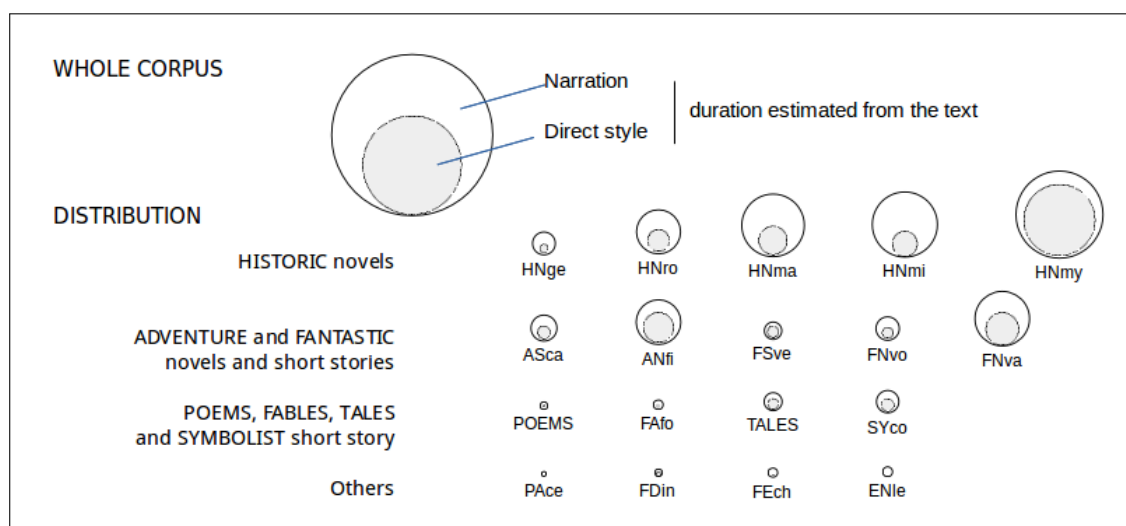 WHOLE CORPUS
Narration
Direct style
duration estimated from the text
DISTRIBUTION
HISTORIC novels
HNge
HNro
HNma
HNmi
HNmy
ADVENTURE and FANTASTIC
novels and short stories
ASca
ANfi
FSve
FNvo
FNva
POEMS, FABLES, TALES
and SYMBOLIST short story
POEMS
FAfo
TALES
SYco
Others
PAce
FDin
FEch
ENle